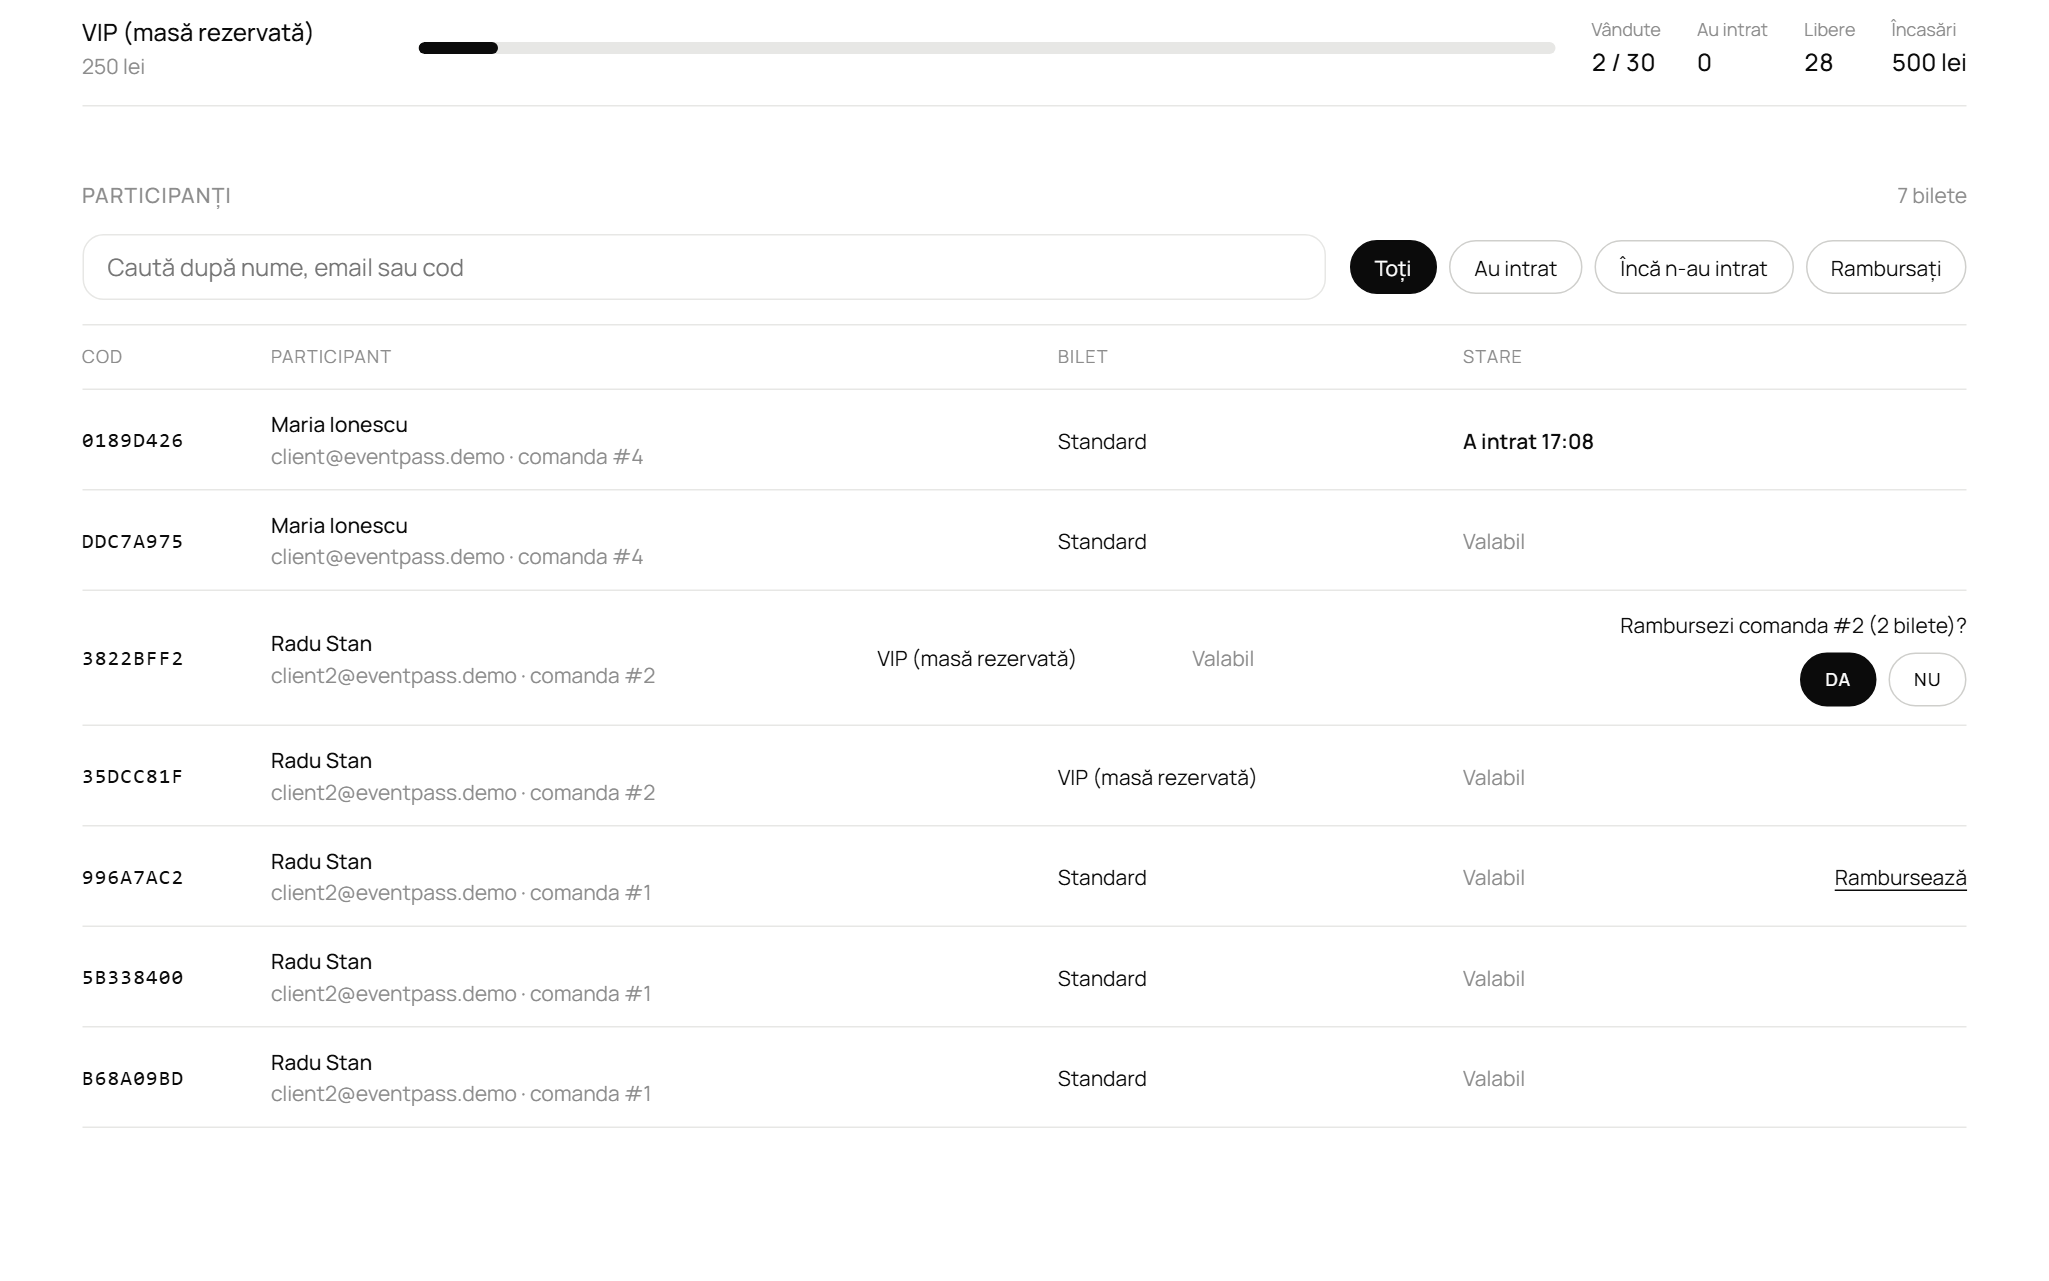 VIP (masă rezervată)
250 lei
Vândute Au intrat Libere Încasări
2 / 30 0 28 500 lei
PARTICIPANȚI 7 bilete
Caută după nume, email sau cod Toți Au intrat Încă n-au intrat Rambursați
COD PARTICIPANT BILET STARE
0189D426 Maria Ionescu Standard A intrat 17:08
client@eventpass.demo · comanda #4
DDC7A975 Maria Ionescu Standard Valabil
client@eventpass.demo · comanda #4
Rambursezi comanda #2 (2 bilete)?
3822BFF2 Radu Stan VIP (masă rezervată) Valabil
client2@eventpass.demo · comanda #2 DA NU
35DCC81F Radu Stan VIP (masă rezervată) Valabil
client2@eventpass.demo · comanda #2
996A7AC2 Radu Stan Standard Valabil Rambursează
client2@eventpass.demo · comanda #1
5B338400 Radu Stan Standard Valabil
client2@eventpass.demo · comanda #1
B68A09BD Radu Stan Standard Valabil
client2@eventpass.demo · comanda #1